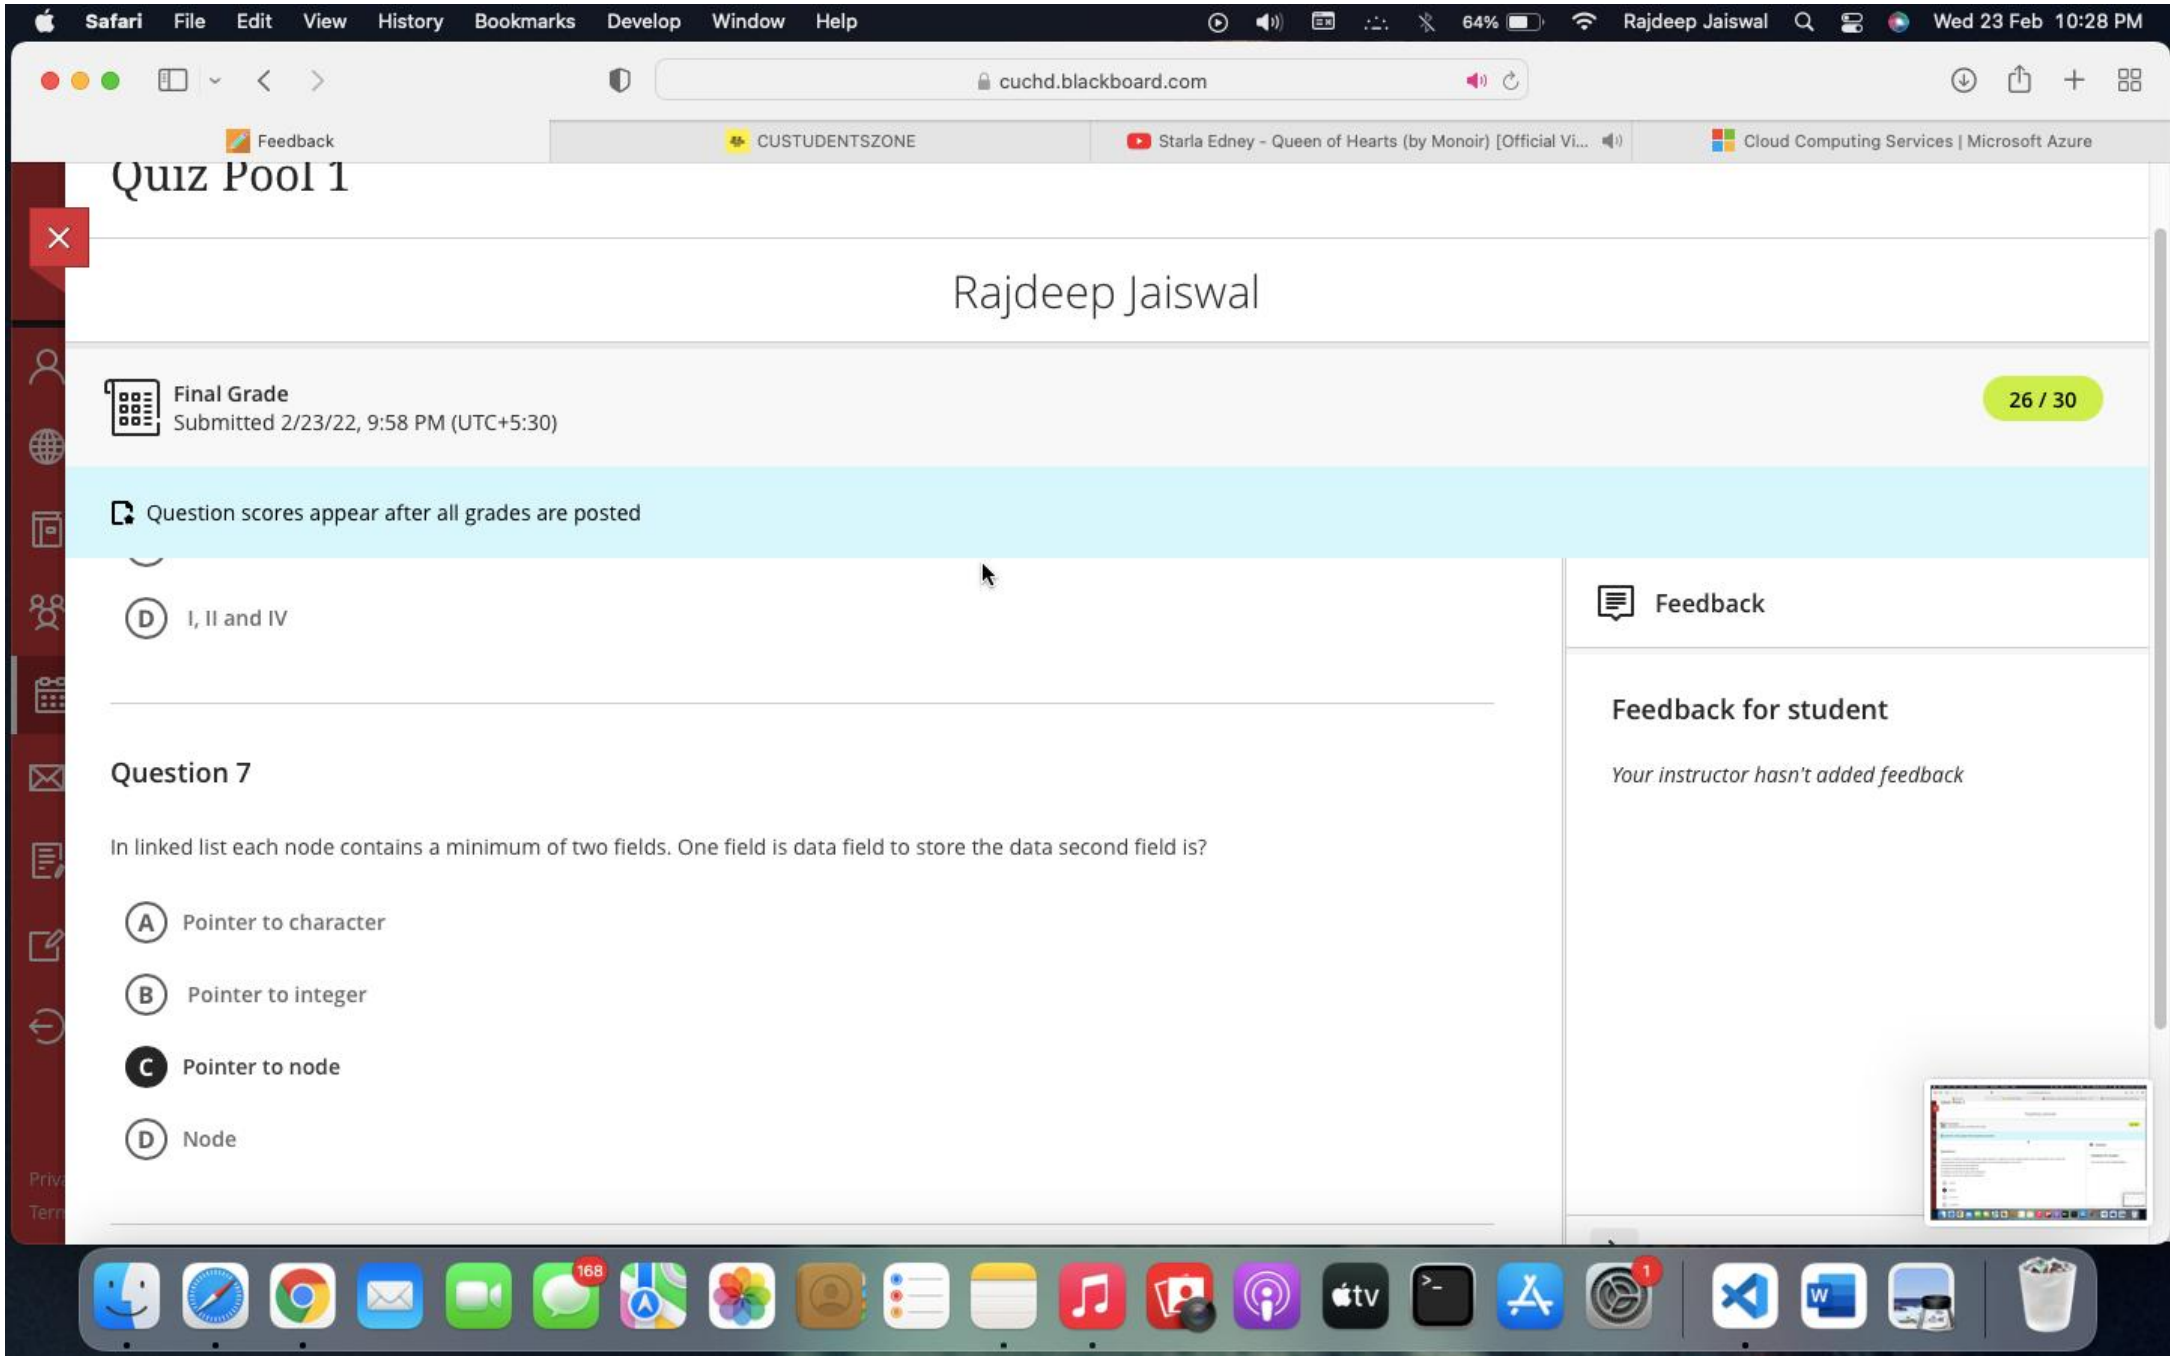 Safari File Edit View History Bookmarks Develop Window Help 64% Rajdeep Jaiswal Wed 23 Feb 10:28 PM
cuchd.blackboard.com
Feedback CUSTUDENTSZONE Starla Edney - Queen of Hearts (by Monoir) [Official Vi... Cloud Computing Services | Microsoft Azure
Quiz Pool 1
Rajdeep Jaiswal
Final Grade
Submitted 2/23/22, 9:58 PM (UTC+5:30)
26 / 30
Question scores appear after all grades are posted
D I, II and IV
Feedback
Feedback for student
Your instructor hasn't added feedback
Question 7
In linked list each node contains a minimum of two fields. One field is data field to store the data second field is?
A Pointer to character
B Pointer to integer
C Pointer to node
D Node
Priva
Tern
168
tv
>_
1
W